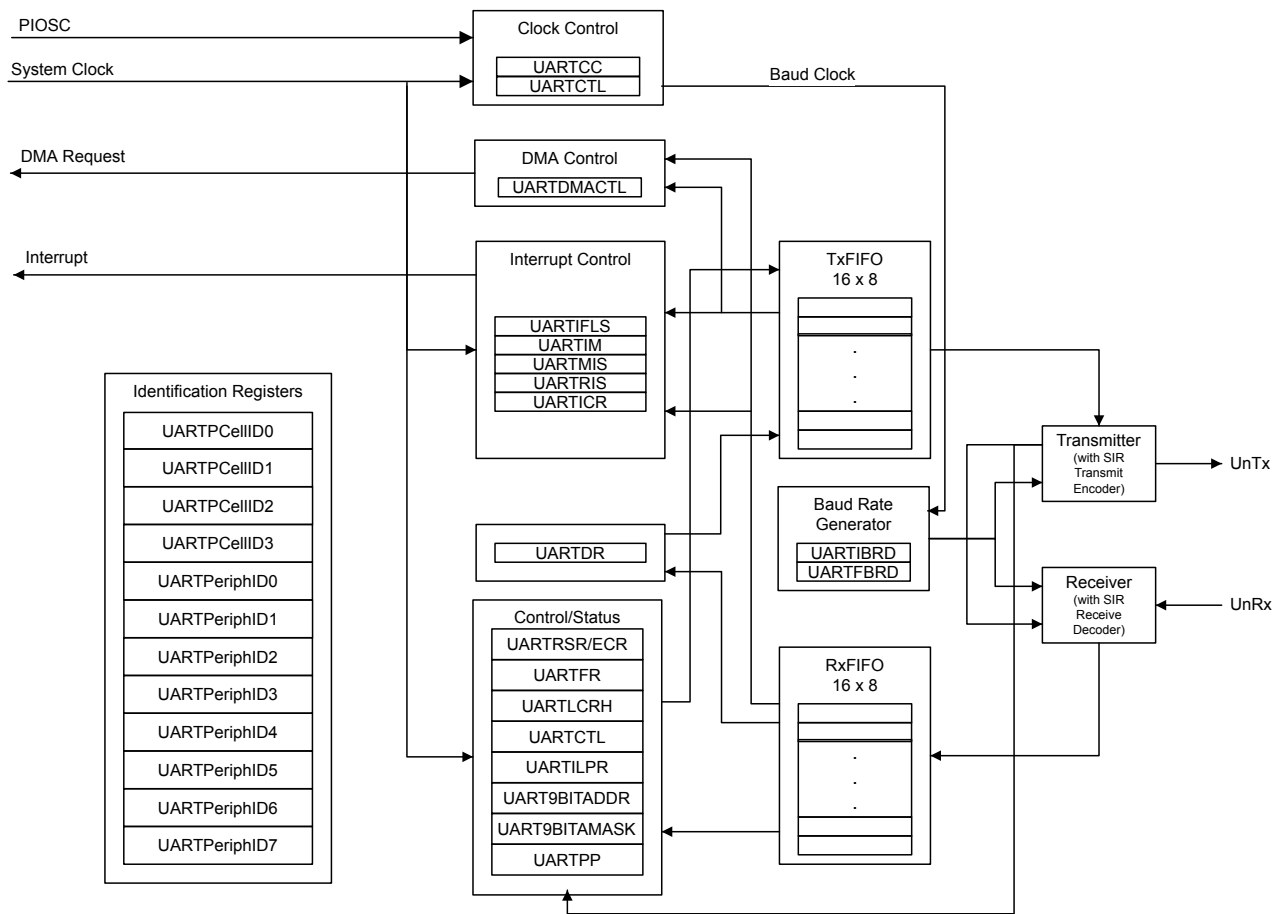 PIOSC
System Clock
Clock Control
UARTCC
UARTCTL
Baud Clock
DMA Request
DMA Control
UARTDMACTL
Interrupt
Interrupt Control
UARTIFLS
UARTIM
UARTMIS
UARTRIS
UARTICR
TxFIFO
16 x 8
.
.
.
Identification Registers
UARTPCellID0
UARTPCellID1
UARTPCellID2
UARTPCellID3
UARTPeriphID0
UARTPeriphID1
UARTPeriphID2
UARTPeriphID3
UARTPeriphID4
UARTPeriphID5
UARTPeriphID6
UARTPeriphID7
Transmitter
(with SIR
Transmit
Encoder)
UnTx
Baud Rate
Generator
UARTIBRD
UARTFBRD
UARTDR
Receiver
(with SIR
Receive
Decoder)
UnRx
Control/Status
UARTRSR/ECR
UARTFR
UARTLCRH
UARTCTL
UARTILPR
UART9BITADDR
UART9BITAMASK
UARTPP
RxFIFO
16 x 8
.
.
.